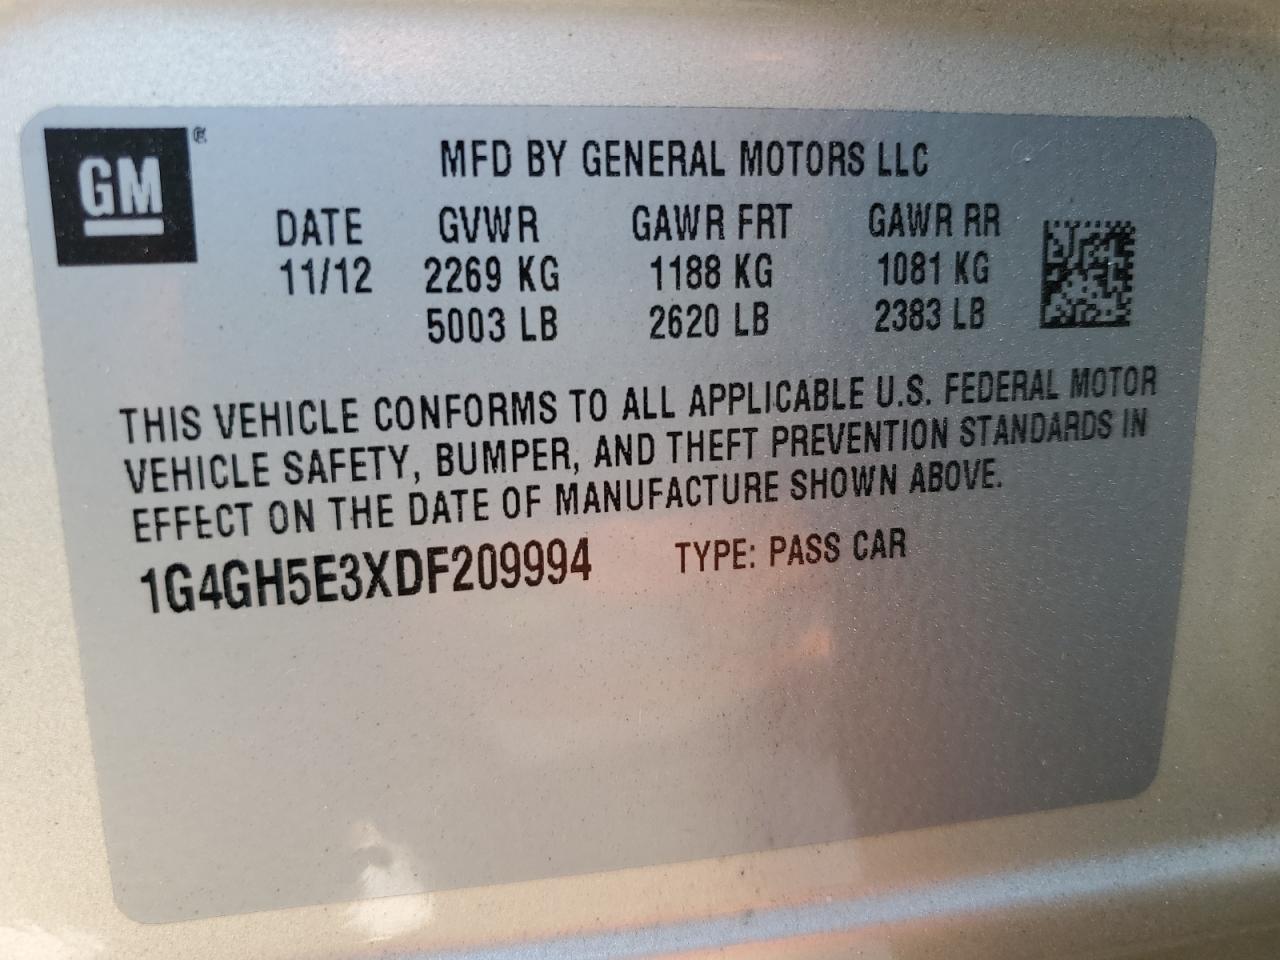 GM®
MFD BY GENERAL MOTORS LLC
DATE GVWR GAWR FRT GAWR RR
11/12 2269 KG 1188 KG 1081 KG
5003 LB 2620 LB 2383 LB
THIS VEHICLE CONFORMS TO ALL APPLICABLE U.S. FEDERAL MOTOR
VEHICLE SAFETY, BUMPER, AND THEFT PREVENTION STANDARDS IN
EFFECT ON THE DATE OF MANUFACTURE SHOWN ABOVE.
1G4GH5E3XDF209994 TYPE: PASS CAR